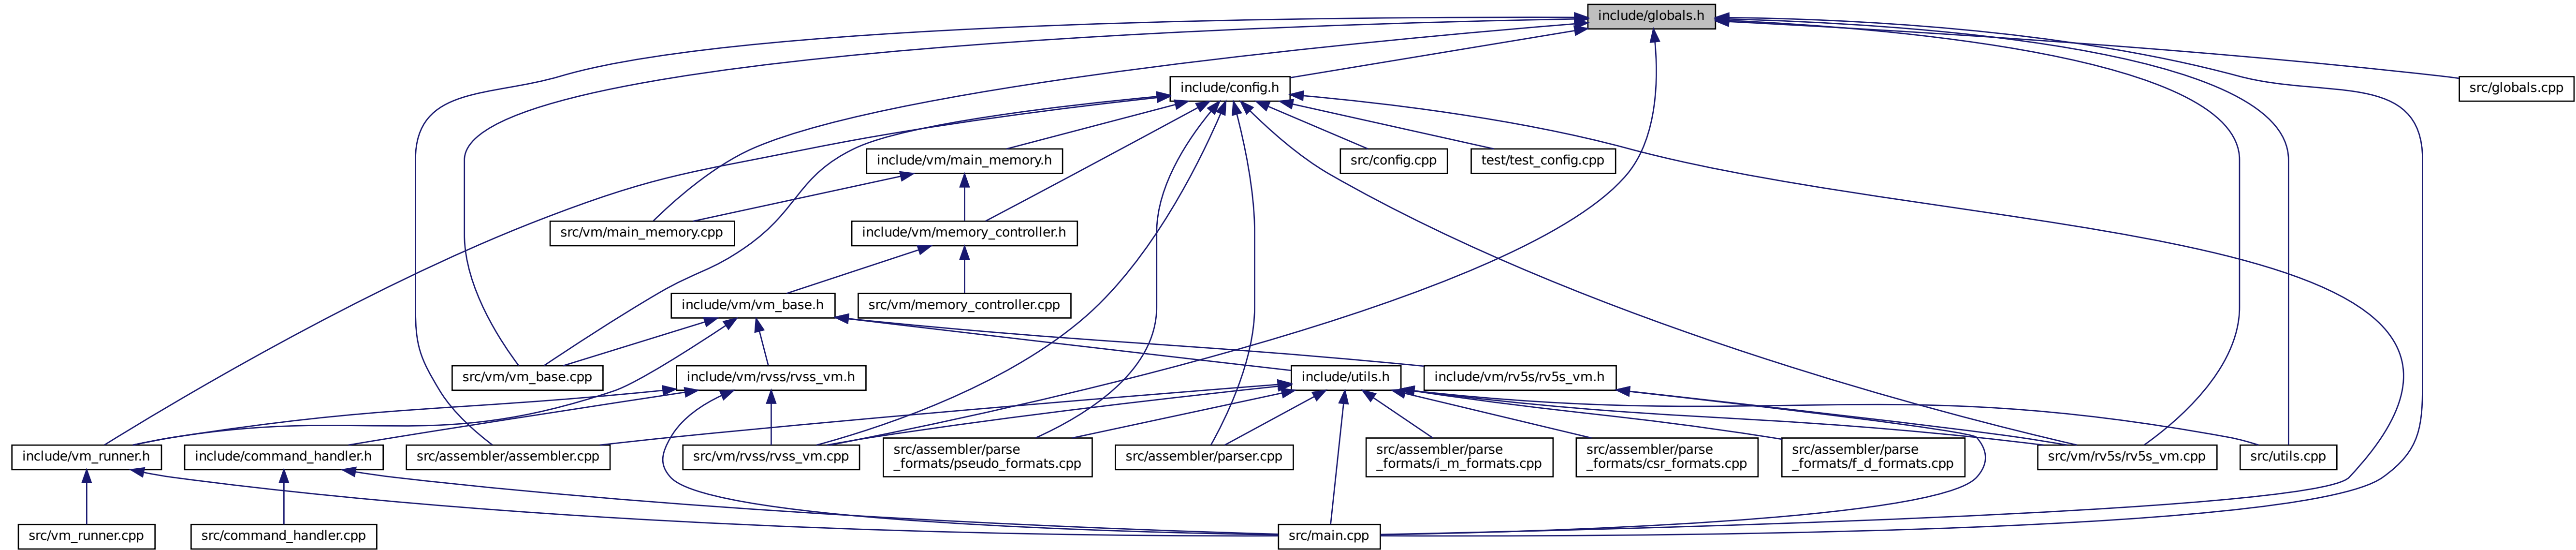 include/globals.h
include/config.h
src/globals.cpp
include/vm/main_memory.h
src/config.cpp
test/test_config.cpp
src/vm/main_memory.cpp
include/vm/memory_controller.h
include/vm/vm_base.h
src/vm/memory_controller.cpp
src/vm/vm_base.cpp
include/vm/rvss/rvss_vm.h
include/utils.h
include/vm/rv5s/rv5s_vm.h
include/vm_runner.h
include/command_handler.h
src/assembler/assembler.cpp
src/vm/rvss/rvss_vm.cpp
src/assembler/parse
_formats/pseudo_formats.cpp
src/assembler/parser.cpp
src/assembler/parse
_formats/i_m_formats.cpp
src/assembler/parse
_formats/csr_formats.cpp
src/assembler/parse
_formats/f_d_formats.cpp
src/vm/rv5s/rv5s_vm.cpp
src/utils.cpp
src/vm_runner.cpp
src/command_handler.cpp
src/main.cpp